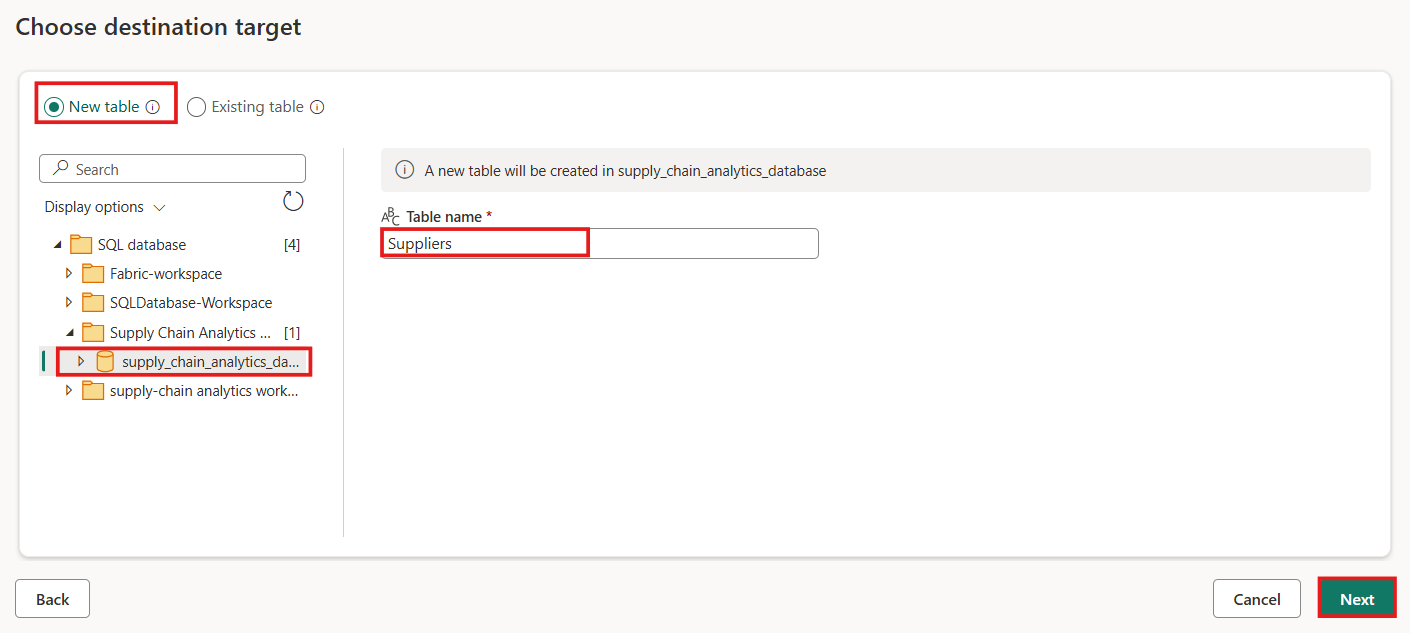 Choose destination target
New table Existing table
Search
Display options
SQL database [4]
Fabric-workspace
SQLDatabase-Workspace
Supply Chain Analytics ... [1]
supply_chain_analytics_da...
supply-chain analytics work...
A new table will be created in supply_chain_analytics_database
ABC Table name *
Suppliers
Back Cancel Next